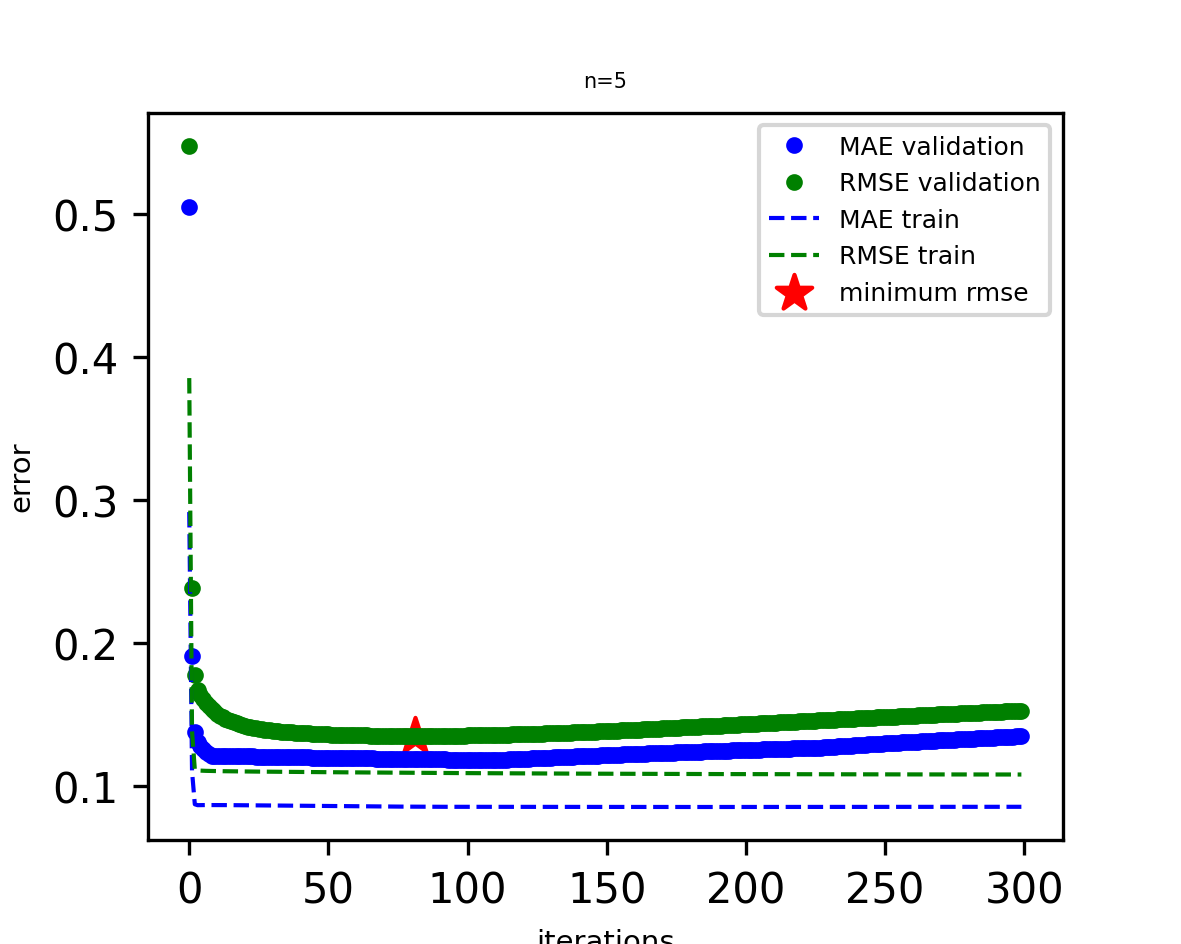 n=5
MAE validation
RMSE validation
MAE train
RMSE train
minimum rmse
error
0.5
0.4
0.3
0.2
0.1
0 50 100 150 200 250 300
iterations